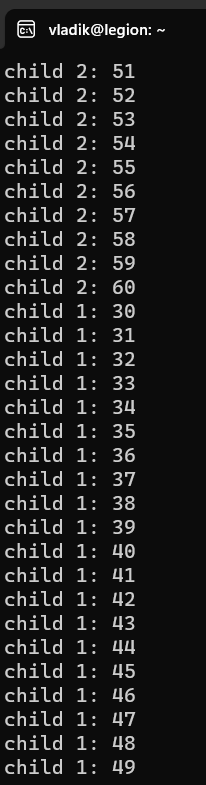 vladik@legion: ~
child 2: 51
child 2: 52
child 2: 53
child 2: 54
child 2: 55
child 2: 56
child 2: 57
child 2: 58
child 2: 59
child 2: 60
child 1: 30
child 1: 31
child 1: 32
child 1: 33
child 1: 34
child 1: 35
child 1: 36
child 1: 37
child 1: 38
child 1: 39
child 1: 40
child 1: 41
child 1: 42
child 1: 43
child 1: 44
child 1: 45
child 1: 46
child 1: 47
child 1: 48
child 1: 49